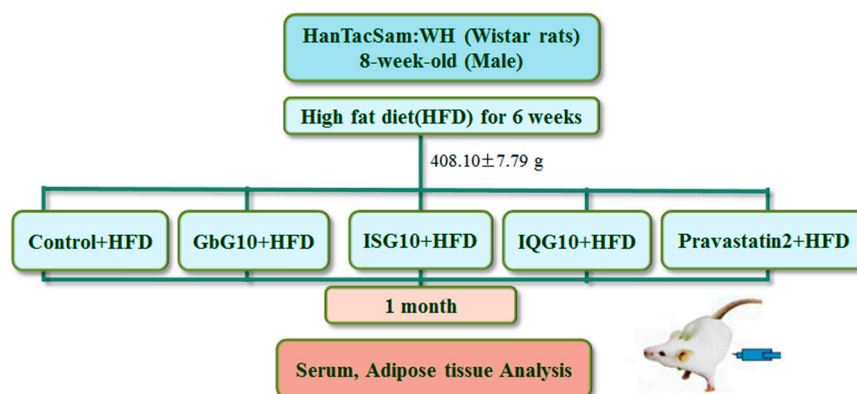 HanTacSam:WH (Wistar rats)
8-week-old (Male)
High fat diet(HFD) for 6 weeks
408.10±7.79 g
Control+HFD
GbG10+HFD
ISG10+HFD
IQG10+HFD
Pravastatin2+HFD
1 month
Serum, Adipose tissue Analysis